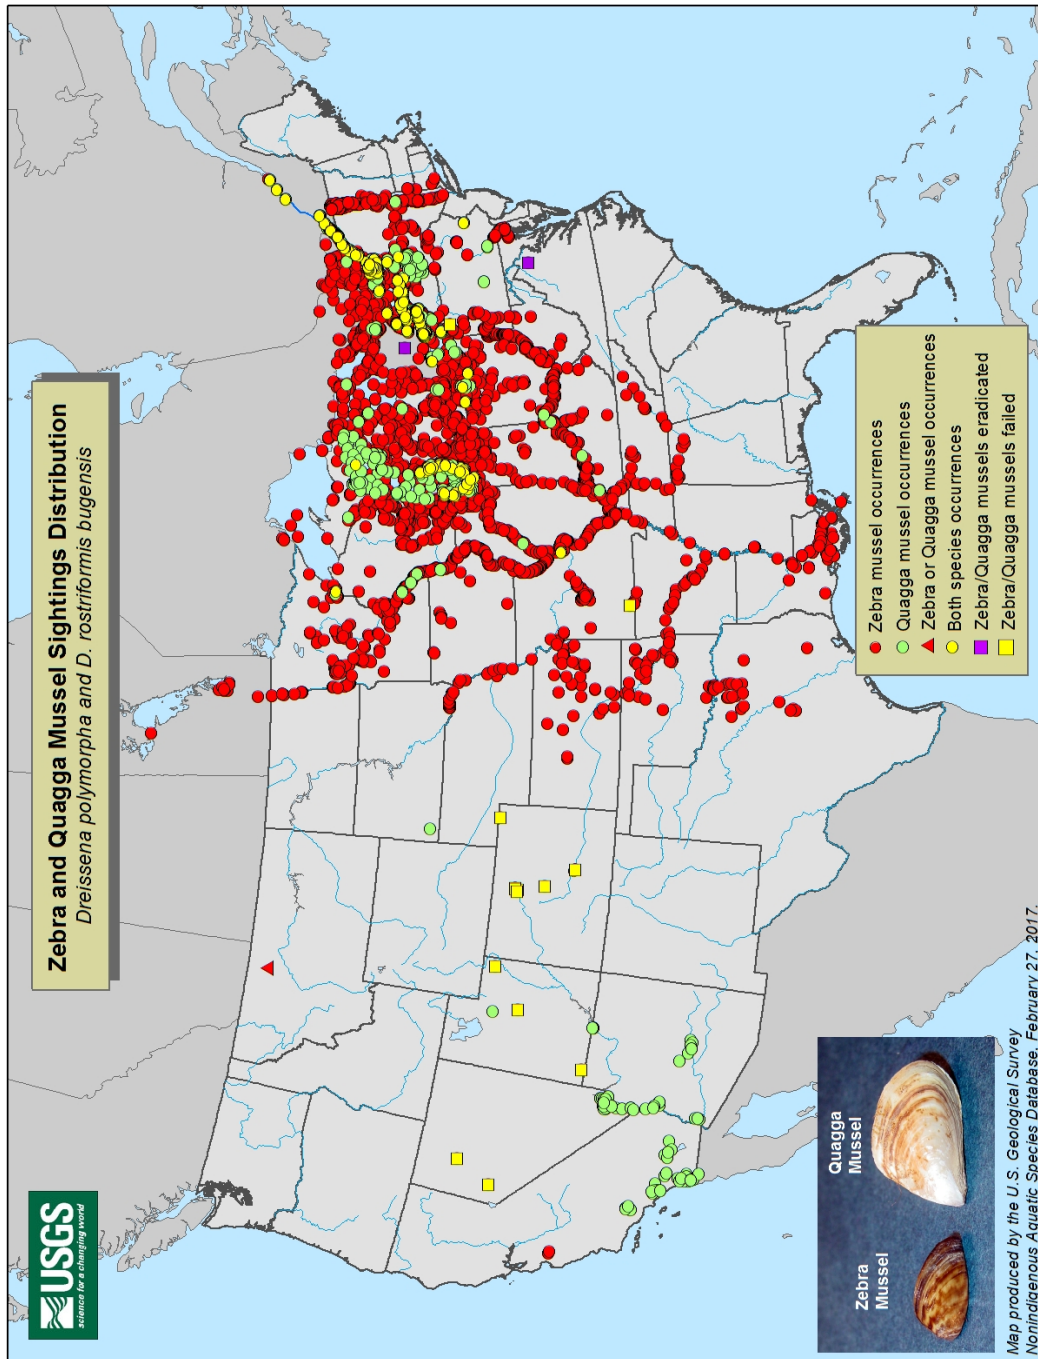 USGS
science for a changing world
Zebra and Quagga Mussel Sightings Distribution
Dreissena polymorpha and D. rostriformis bugensis
Zebra mussel occurrences
Quagga mussel occurrences
Zebra or Quagga mussel occurrences
Both species occurrences
Zebra/Quagga mussels eradicated
Zebra/Quagga mussels failed
Zebra
Mussel
Quagga
Mussel
Map produced by the U.S. Geological Survey
Nonindigenous Aquatic Species Database, February 27, 2017.